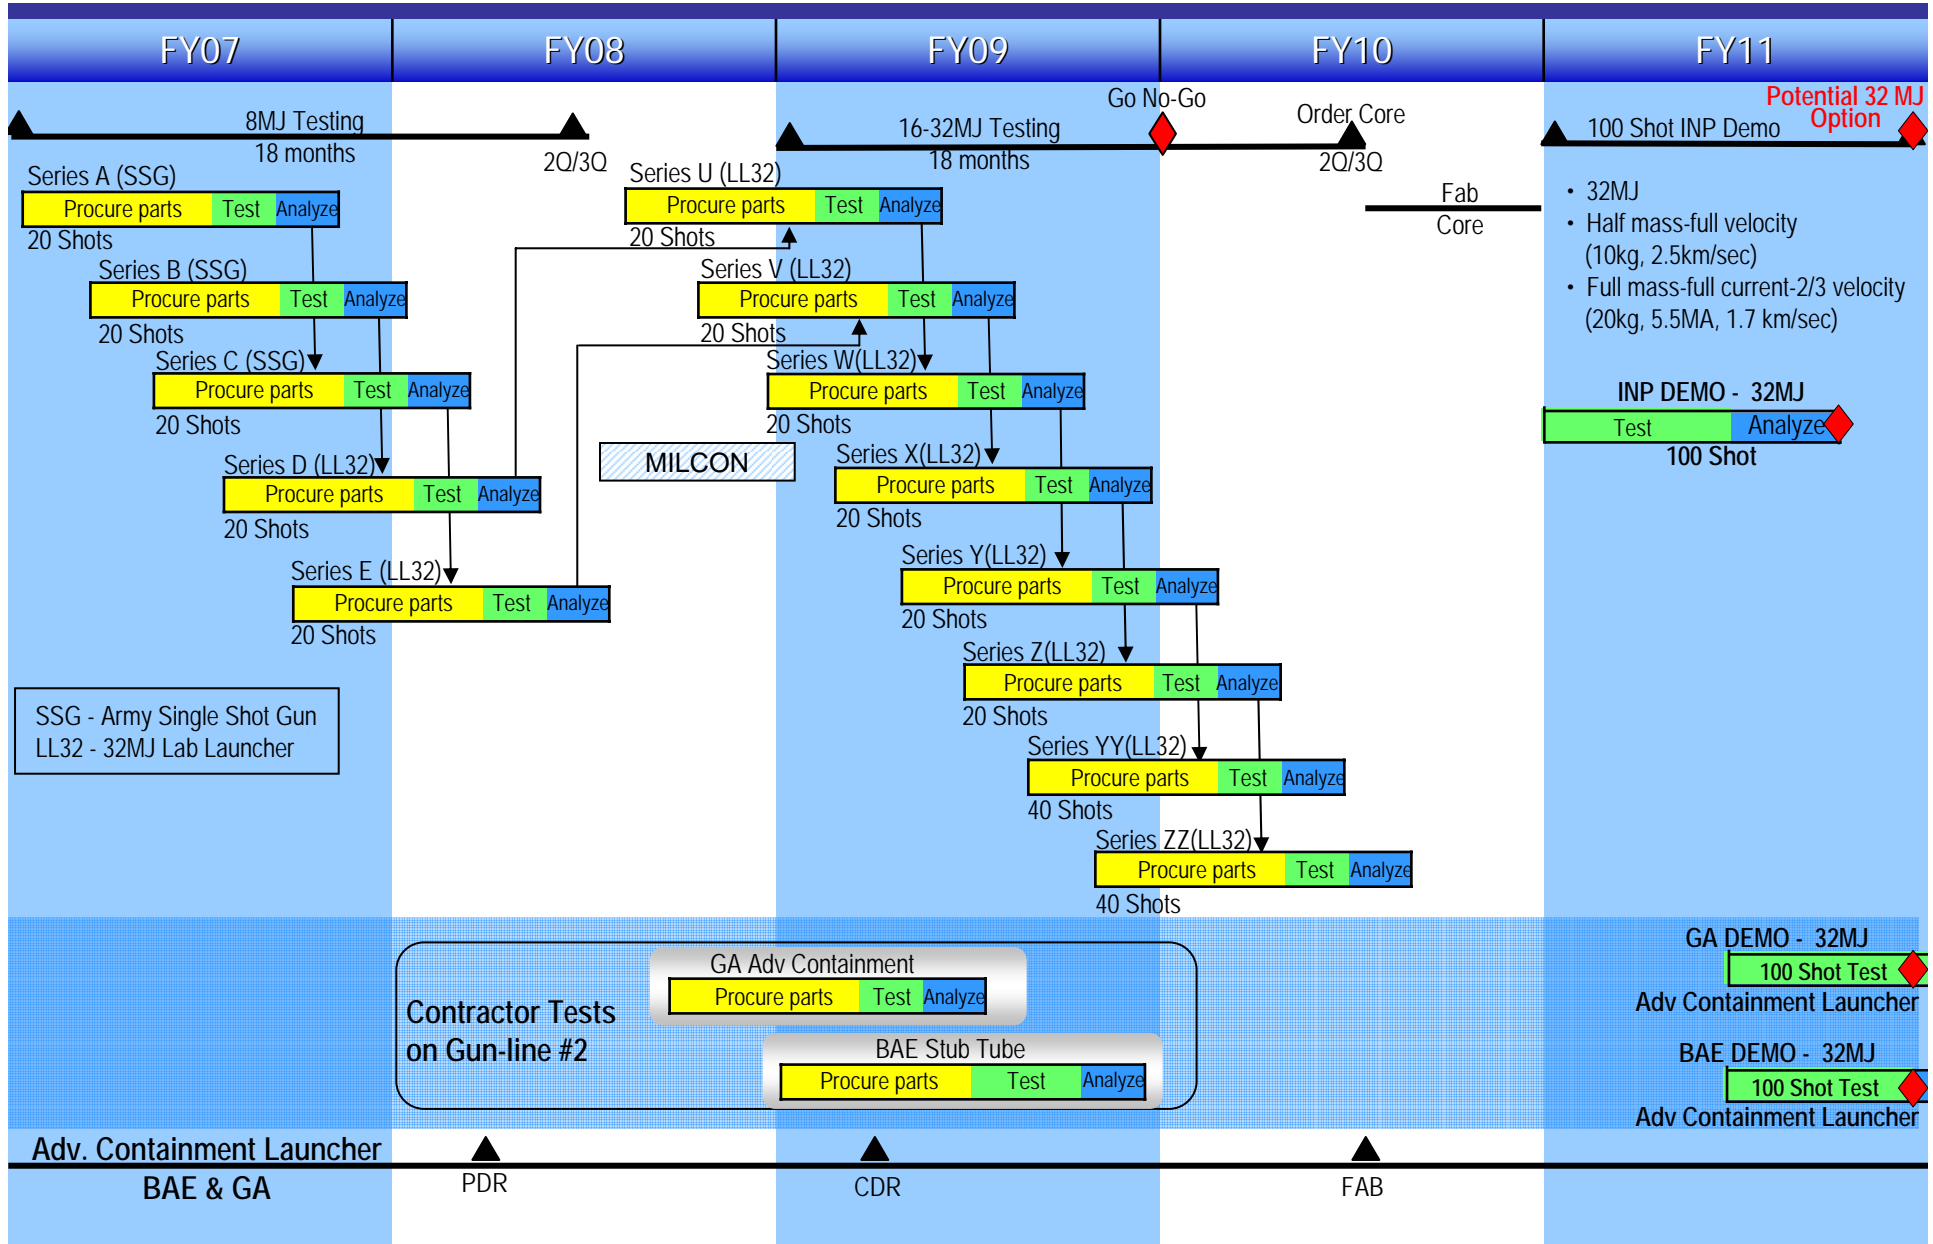 FY07
FY08
FY09
FY10
FY11
8MJ Testing
18 months
2Q/3Q
16-32MJ Testing
18 months
Go No-Go
Order Core
2Q/3Q
100 Shot INP Demo
Potential 32 MJ
Option
Series A (SSG)
Procure parts Test Analyze
20 Shots
Series B (SSG)
Procure parts Test Analyze
20 Shots
Series C (SSG)
Procure parts Test Analyze
20 Shots
Series D (LL32)
Procure parts Test Analyze
20 Shots
Series E (LL32)
Procure parts Test Analyze
20 Shots
Series U (LL32)
Procure parts Test Analyze
20 Shots
Series V (LL32)
Procure parts Test Analyze
20 Shots
Series W(LL32)
Procure parts Test Analyze
20 Shots
MILCON
Series X(LL32)
Procure parts Test Analyze
20 Shots
Series Y(LL32)
Procure parts Test Analyze
20 Shots
Series Z(LL32)
Procure parts Test Analyze
20 Shots
Series YY(LL32)
Procure parts Test Analyze
40 Shots
Series ZZ(LL32)
Procure parts Test Analyze
40 Shots
Fab
Core
• 32MJ
• Half mass-full velocity
(10kg, 2.5km/sec)
• Full mass-full current-2/3 velocity
(20kg, 5.5MA, 1.7 km/sec)
INP DEMO - 32MJ
Test Analyze
100 Shot
SSG - Army Single Shot Gun
LL32 - 32MJ Lab Launcher
Contractor Tests
on Gun-line #2
GA Adv Containment
Procure parts Test Analyze
BAE Stub Tube
Procure parts Test Analyze
GA DEMO - 32MJ
100 Shot Test
Adv Containment Launcher
BAE DEMO - 32MJ
100 Shot Test
Adv Containment Launcher
Adv. Containment Launcher
BAE & GA
PDR
CDR
FAB